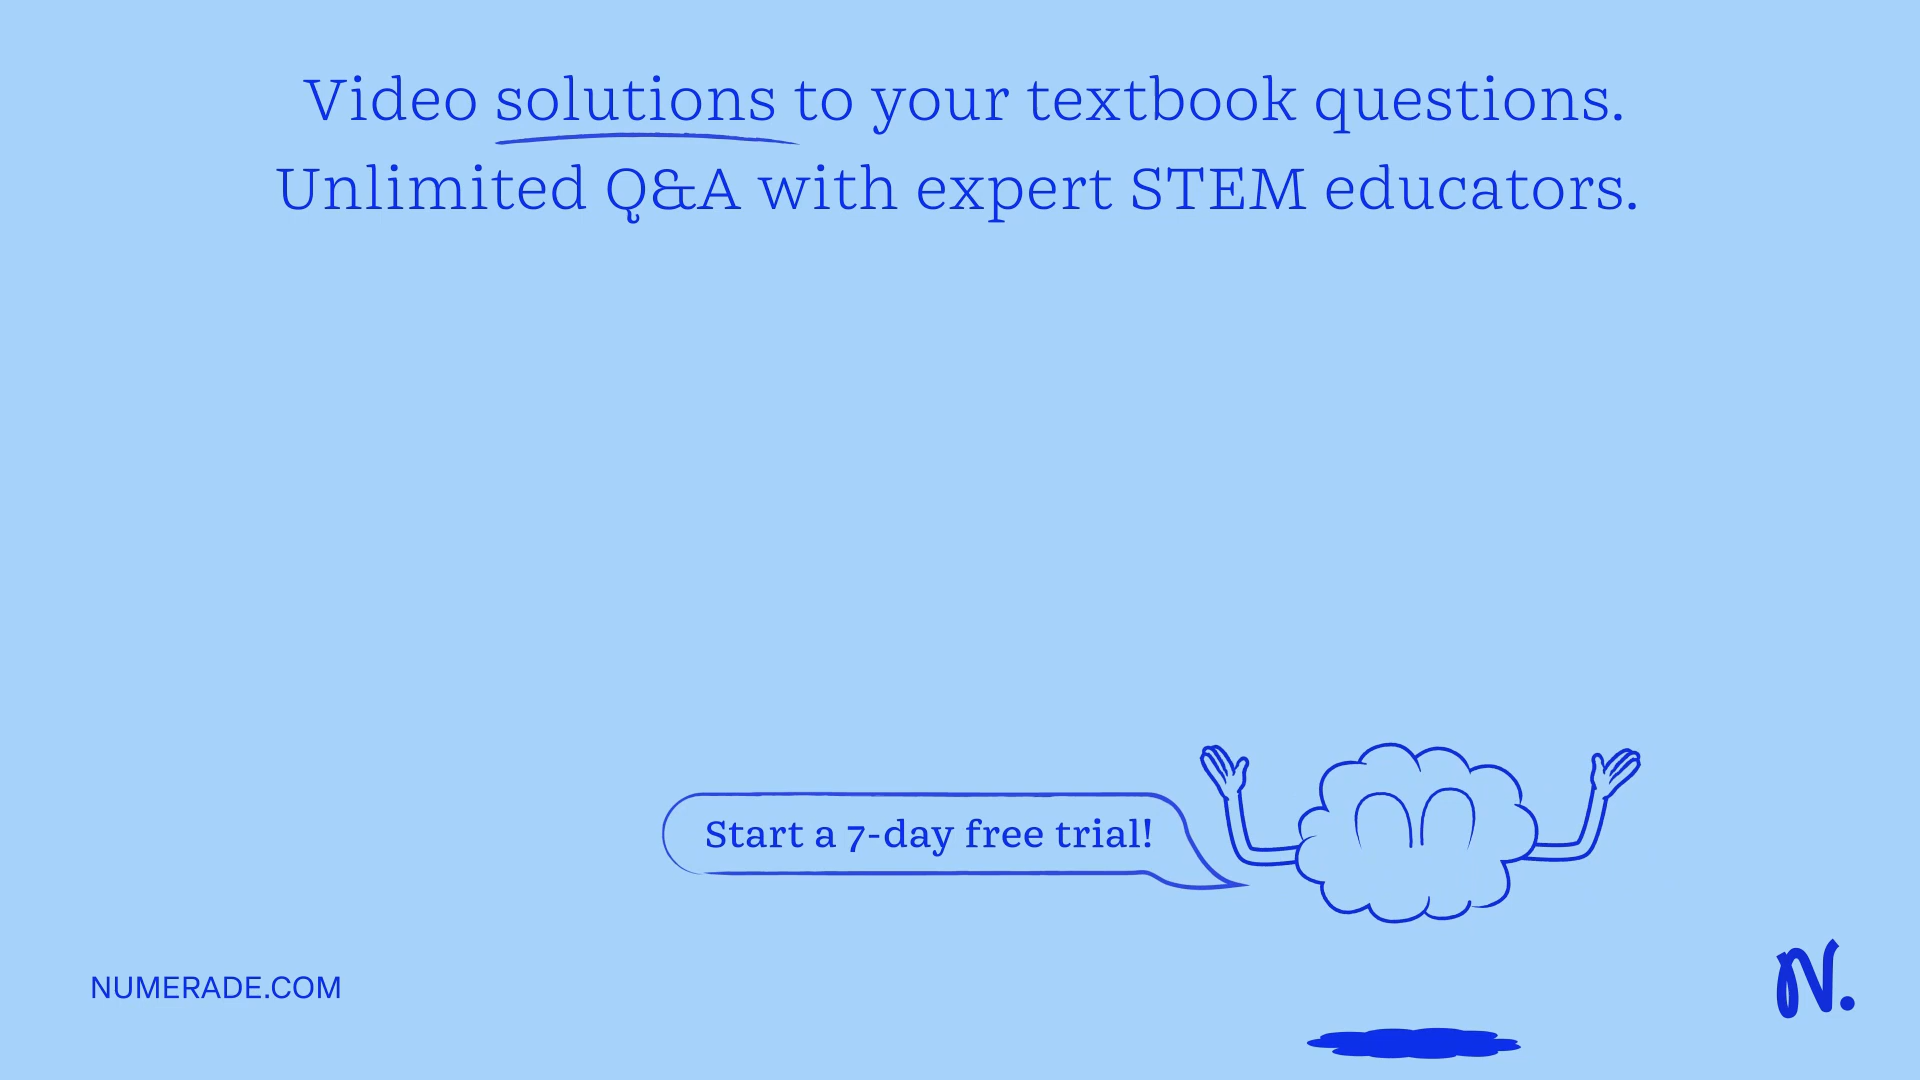 Video solutions to your textbook questions.
Unlimited Q&A with expert STEM educators.
Start a 7-day free trial!
NUMERADE.COM
N.